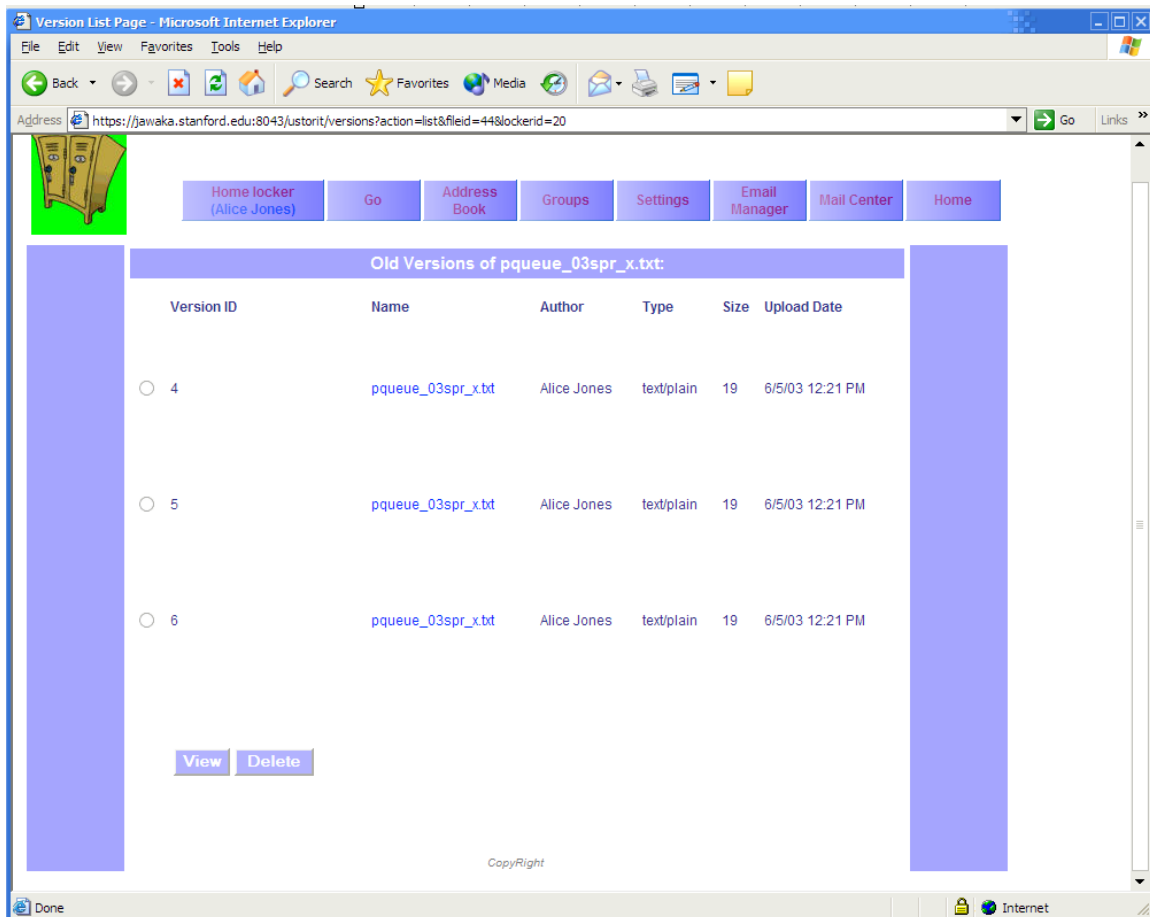 Version List Page - Microsoft Internet Explorer
File Edit View Favorites Tools Help
Back Search Favorites Media
Address https://jawaka.stanford.edu:8043/ustorit/versions?action=list&fileid=44&lockerid=20 Go Links »
Home locker (Alice Jones) Go Address Book Groups Settings Email Manager Mail Center Home
Old Versions of pqueue_03spr_x.txt:
Version ID Name Author Type Size Upload Date
4 pqueue_03spr_x.txt Alice Jones text/plain 19 6/5/03 12:21 PM
5 pqueue_03spr_x.txt Alice Jones text/plain 19 6/5/03 12:21 PM
6 pqueue_03spr_x.txt Alice Jones text/plain 19 6/5/03 12:21 PM
View Delete
CopyRight
Done Internet